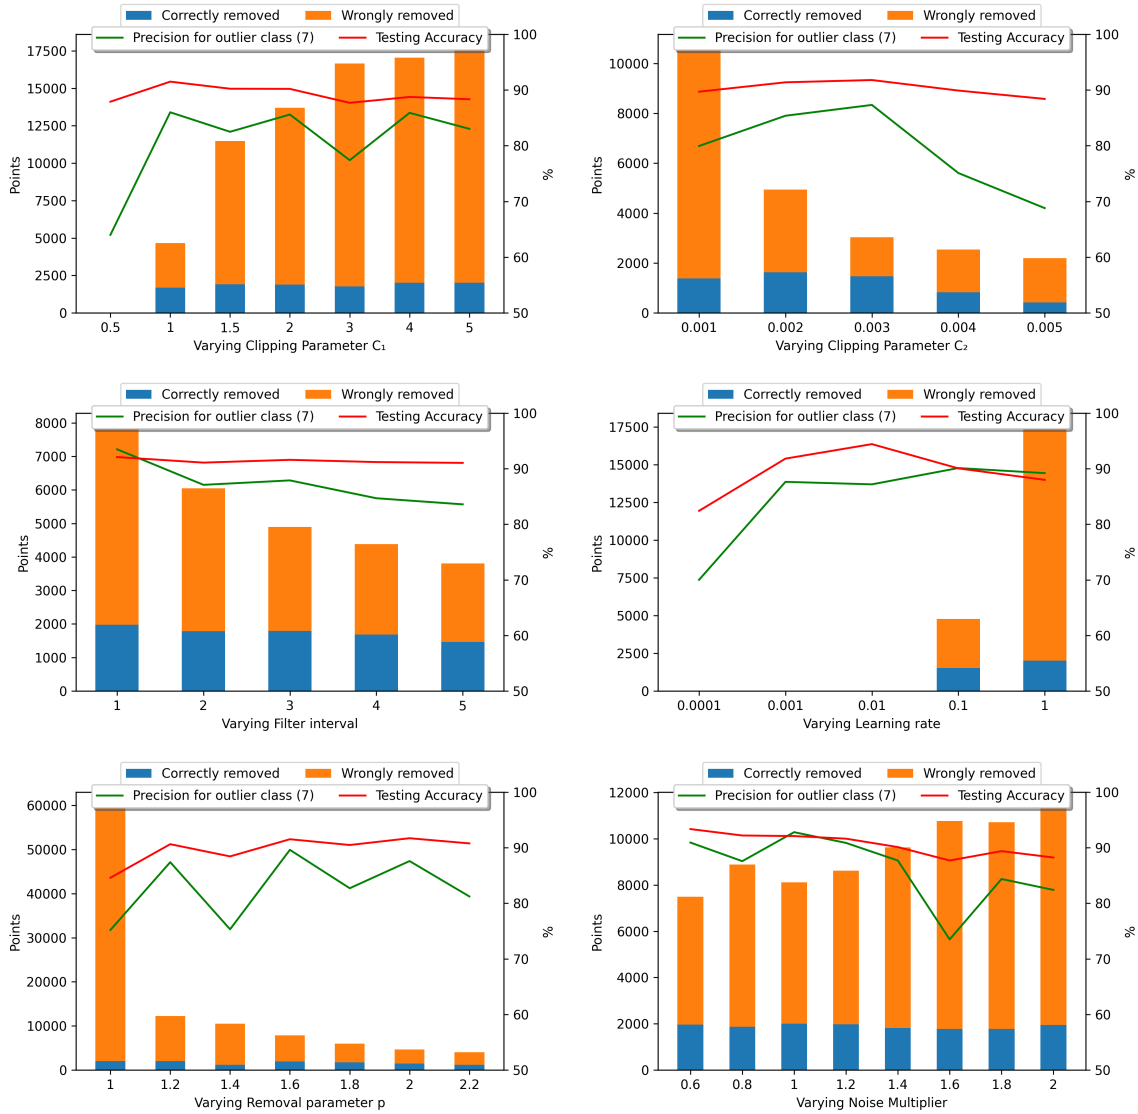 Correctly removed Wrongly removed
Precision for outlier class (7) Testing Accuracy
17500
15000
12500
10000
7500
5000
2500
0
Points
100
90
80
70
60
50
%
0.5 1 1.5 2 3 4 5
Varying Clipping Parameter C₁
Correctly removed Wrongly removed
Precision for outlier class (7) Testing Accuracy
10000
8000
6000
4000
2000
0
Points
100
90
80
70
60
50
%
0.001 0.002 0.003 0.004 0.005
Varying Clipping Parameter C₂
Correctly removed Wrongly removed
Precision for outlier class (7) Testing Accuracy
8000
7000
6000
5000
4000
3000
2000
1000
0
Points
100
90
80
70
60
50
%
1 2 3 4 5
Varying Filter interval
Correctly removed Wrongly removed
Precision for outlier class (7) Testing Accuracy
17500
15000
12500
10000
7500
5000
2500
0
Points
100
90
80
70
60
50
%
0.0001 0.001 0.01 0.1 1
Varying Learning rate
Correctly removed Wrongly removed
Precision for outlier class (7) Testing Accuracy
60000
50000
40000
30000
20000
10000
0
Points
100
90
80
70
60
50
%
1 1.2 1.4 1.6 1.8 2 2.2
Varying Removal parameter p
Correctly removed Wrongly removed
Precision for outlier class (7) Testing Accuracy
12000
10000
8000
6000
4000
2000
0
Points
100
90
80
70
60
50
%
0.6 0.8 1 1.2 1.4 1.6 1.8 2
Varying Noise Multiplier